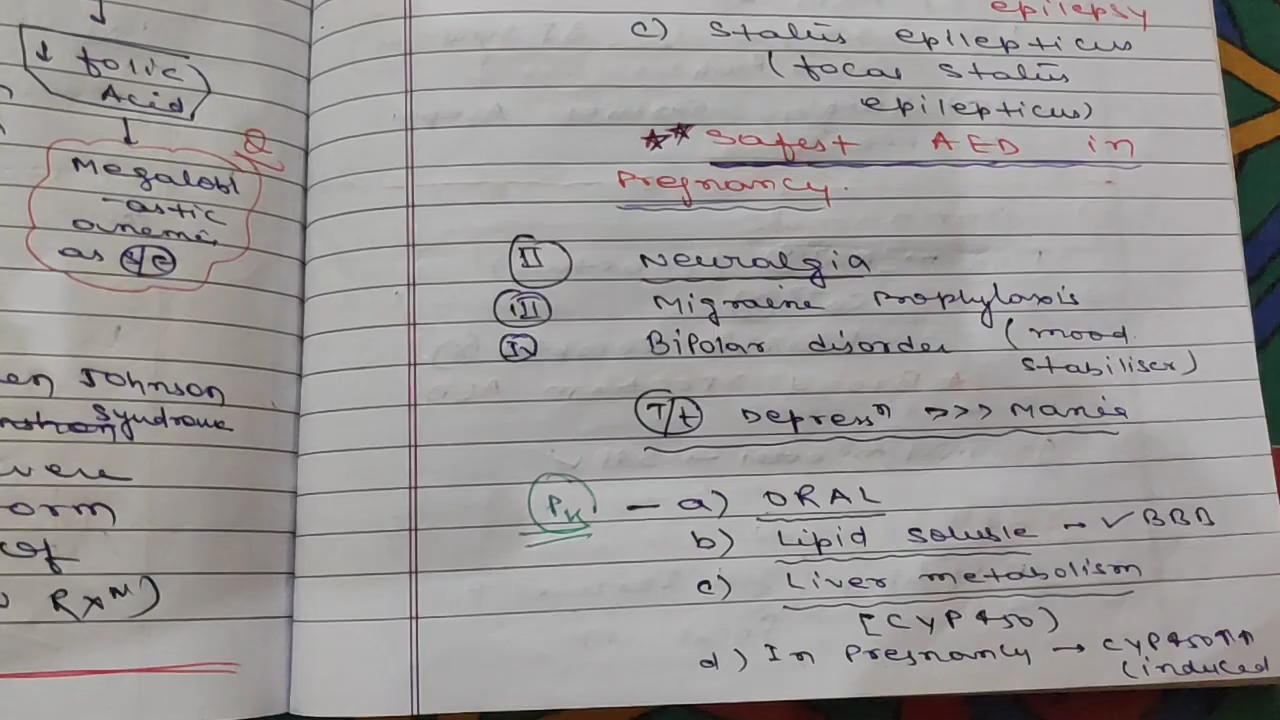 ↓ folic
Acid
↓
Megalobl
-astic
anemia
as S/E
en Johnson
Syndrome
vere
orm
of
RXᴺ)
epilepsy
c) Status epilepticus
(focal status
epilepticus)
** Safest AED in
Pregnancy.
II Neuralgia
III Migraine Prophylaxis
IV Bipolar disorder (mood
stabiliser)
T/t Depressⁿ >>> Mania
PK - a) ORAL
b) Lipid soluble → ✓ BBB
c) Liver metabolism
[CYP450)
d) In Pregnancy → CYP450↑↑
(induced